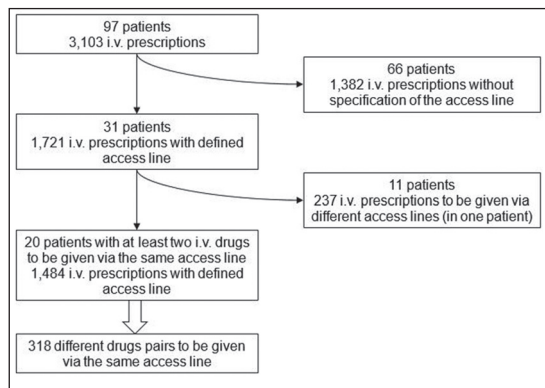 97 patients
3,103 i.v. prescriptions
66 patients
1,382 i.v. prescriptions without
specification of the access line
31 patients
1,721 i.v. prescriptions with defined
access line
11 patients
237 i.v. prescriptions to be given via
different access lines (in one patient)
20 patients with at least two i.v. drugs
to be given via the same access line
1,484 i.v. prescriptions with defined
access line
318 different drugs pairs to be given
via the same access line